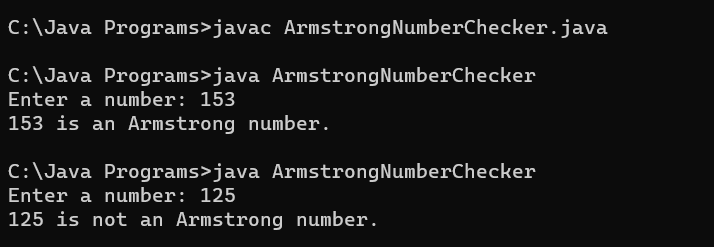 C:\Java Programs>javac ArmstrongNumberChecker.java
C:\Java Programs>java ArmstrongNumberChecker
Enter a number: 153
153 is an Armstrong number.
C:\Java Programs>java ArmstrongNumberChecker
Enter a number: 125
125 is not an Armstrong number.